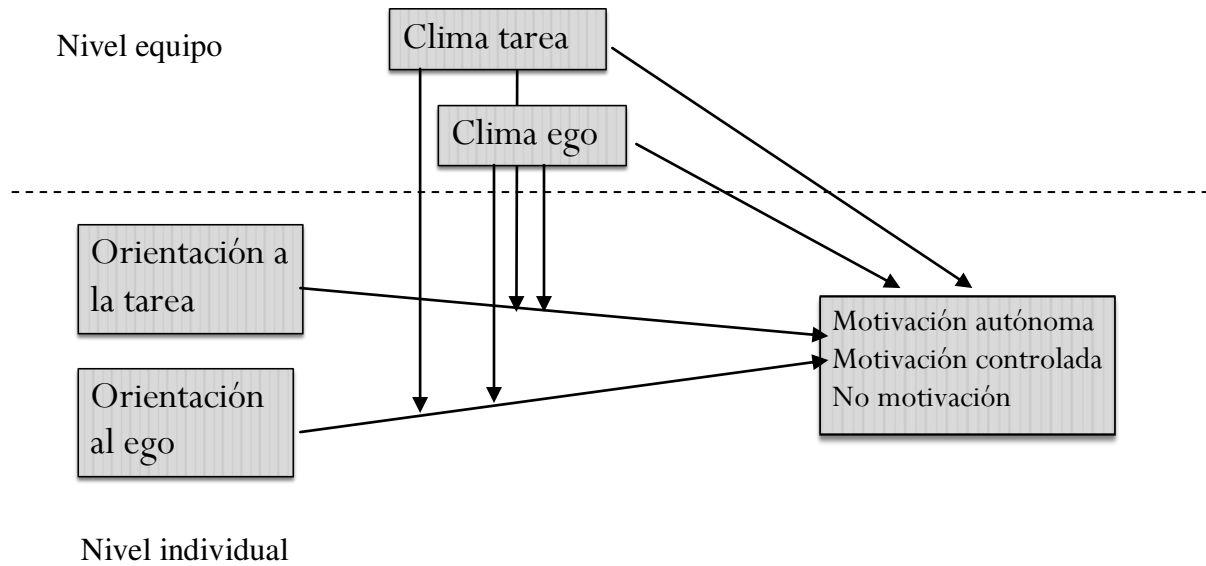 Nivel equipo
Clima tarea
Clima ego
Orientación a
la tarea
Orientación
al ego
Motivación autónoma
Motivación controlada
No motivación
Nivel individual